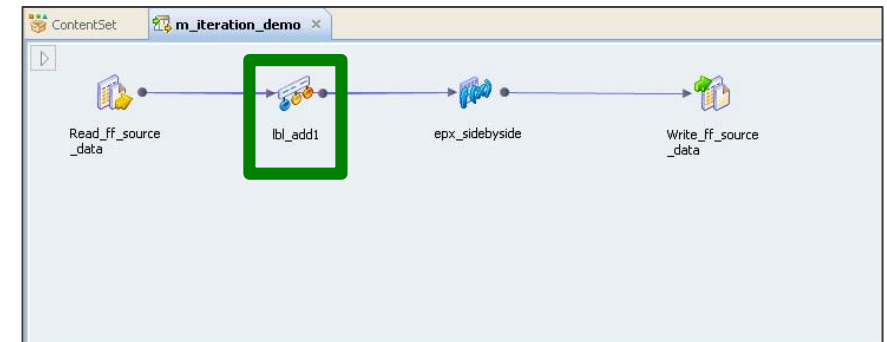 ContentSet
m_iteration_demo
Read_ff_source
_data
lbl_add1
epx_sidebyside
Write_ff_source
_data